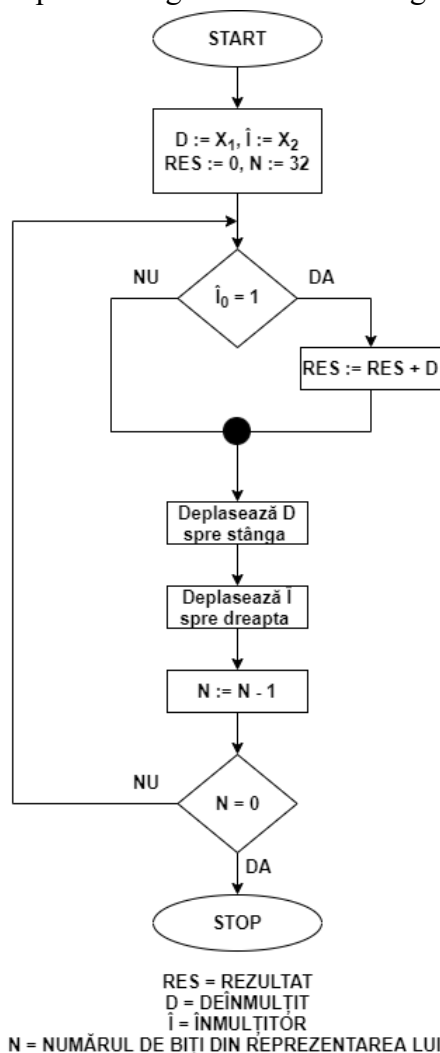 START
D := X₁, Î := X₂
RES := 0, N := 32
NU
DA
Î₀ = 1
RES := RES + D
Deplasează D
spre stânga
Deplasează Î
spre dreapta
N := N - 1
NU
N = 0
DA
STOP
RES = REZULTAT
D = DEÎNMULȚIT
Î = ÎNMULȚITOR
N = NUMĂRUL DE BIȚI DIN REPREZENTAREA LUI